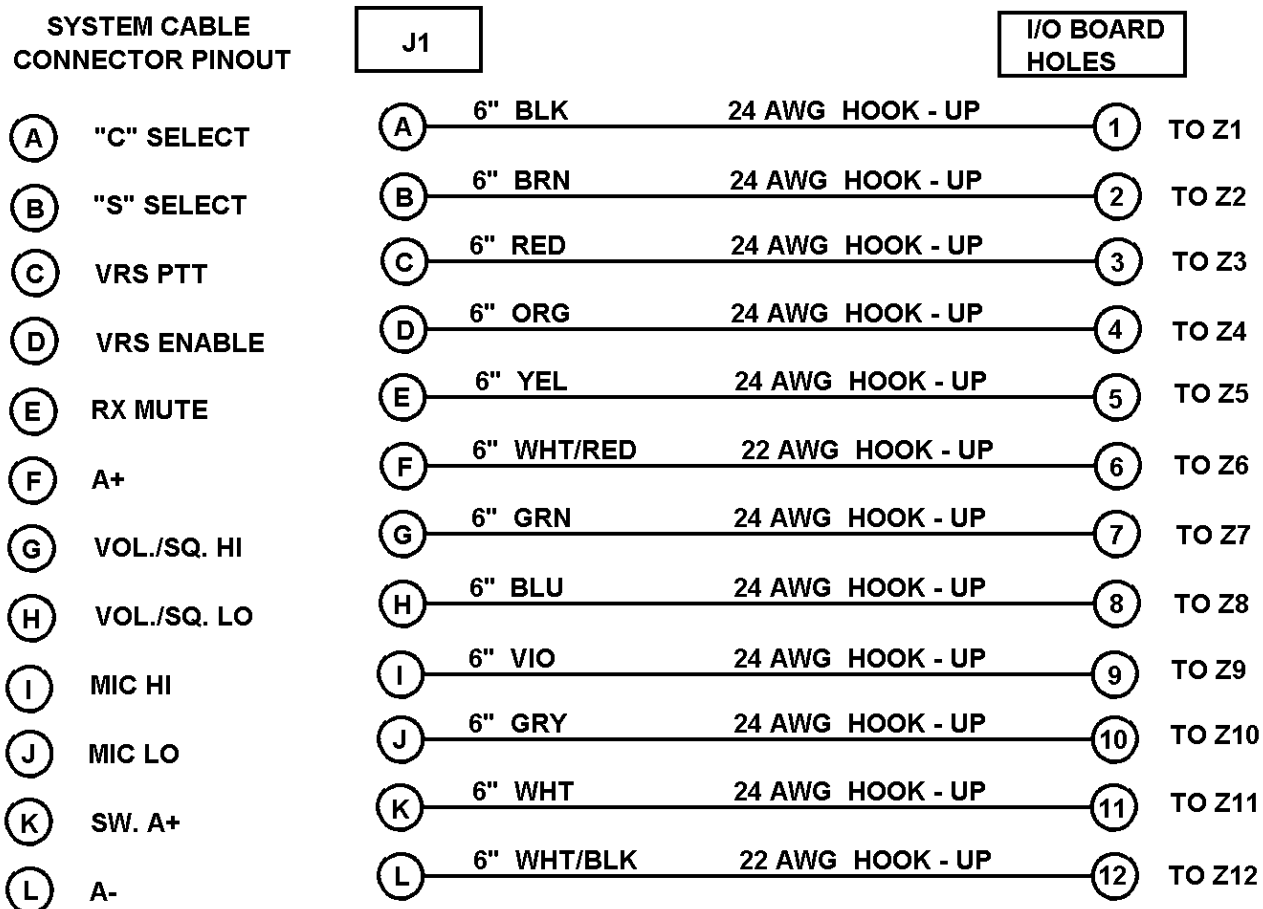 SYSTEM CABLE
CONNECTOR PINOUT
J1
I/O BOARD
HOLES
A "C" SELECT
A 6" BLK 24 AWG HOOK - UP 1 TO Z1
B "S" SELECT
B 6" BRN 24 AWG HOOK - UP 2 TO Z2
C VRS PTT
C 6" RED 24 AWG HOOK - UP 3 TO Z3
D VRS ENABLE
D 6" ORG 24 AWG HOOK - UP 4 TO Z4
E RX MUTE
E 6" YEL 24 AWG HOOK - UP 5 TO Z5
F A+
F 6" WHT/RED 22 AWG HOOK - UP 6 TO Z6
G VOL./SQ. HI
G 6" GRN 24 AWG HOOK - UP 7 TO Z7
H VOL./SQ. LO
H 6" BLU 24 AWG HOOK - UP 8 TO Z8
I MIC HI
I 6" VIO 24 AWG HOOK - UP 9 TO Z9
J MIC LO
J 6" GRY 24 AWG HOOK - UP 10 TO Z10
K SW. A+
K 6" WHT 24 AWG HOOK - UP 11 TO Z11
L A-
L 6" WHT/BLK 22 AWG HOOK - UP 12 TO Z12